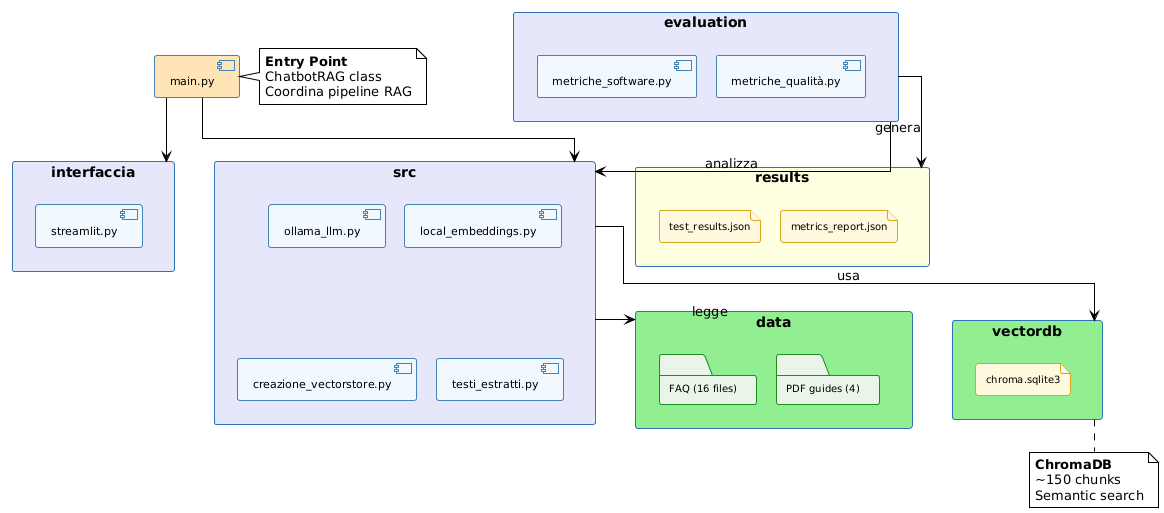 evaluation
main.py
Entry Point
ChatbotRAG class
Coordina pipeline RAG
metriche_software.py
metriche_qualità.py
genera
analizza
interfaccia
streamlit.py
src
ollama_llm.py
local_embeddings.py
creazione_vectorstore.py
testi_estratti.py
results
test_results.json
metrics_report.json
usa
legge
data
FAQ (16 files)
PDF guides (4)
vectordb
chroma.sqlite3
ChromaDB
~150 chunks
Semantic search